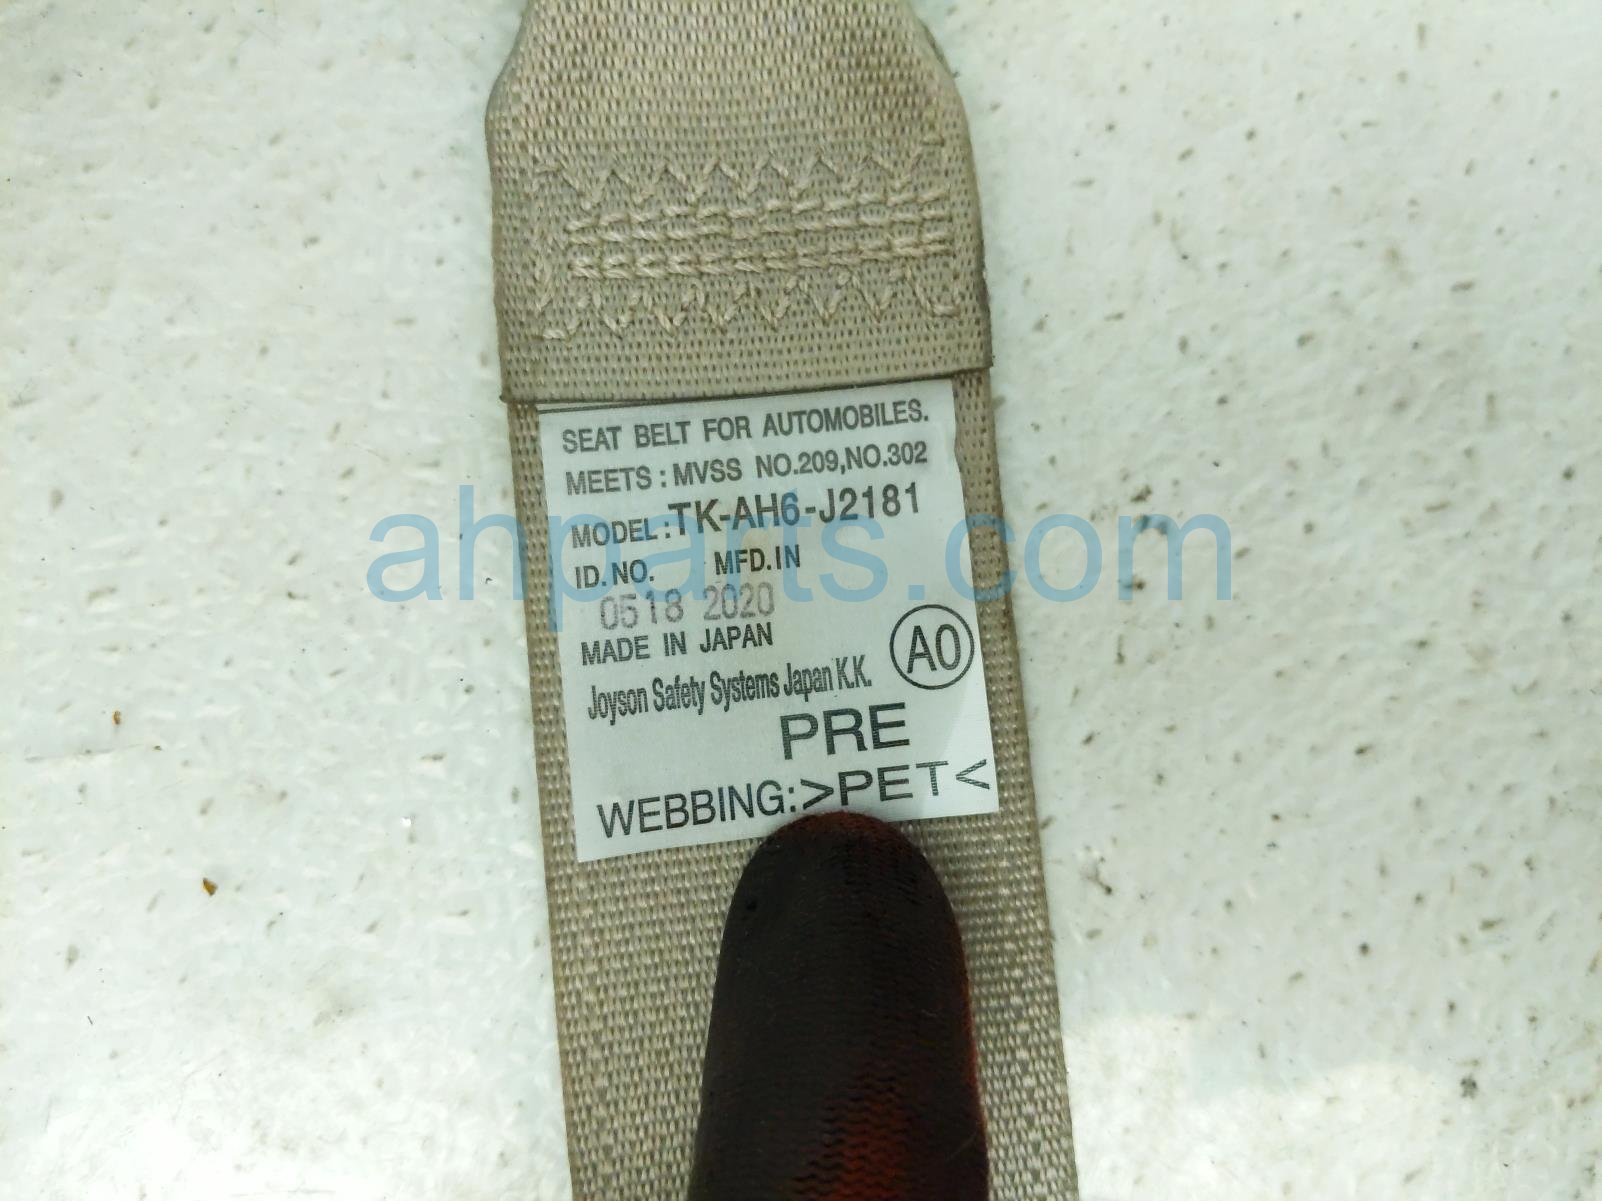 SEAT BELT FOR AUTOMOBILES.
MEETS : MVSS NO.209,NO.302
MODEL : TK-AH6-J2181
ID.NO. MFD.IN
0518 2020
MADE IN JAPAN
A0
Joyson Safety Systems Japan K.K.
PRE
WEBBING:>PET<
ahparts.com